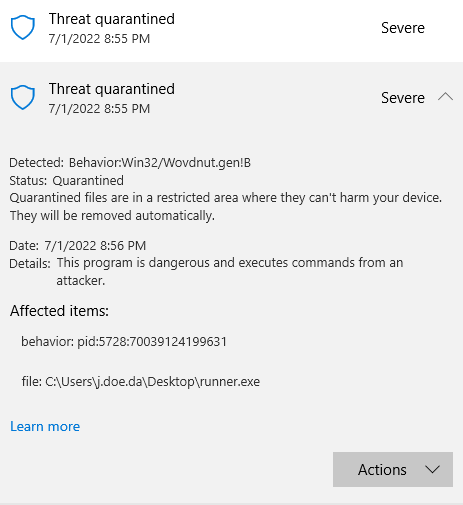 Threat quarantined
7/1/2022 8:55 PM
Severe
Threat quarantined
7/1/2022 8:55 PM
Severe
Detected: Behavior:Win32/Wovdnut.gen!B
Status: Quarantined
Quarantined files are in a restricted area where they can't harm your device.
They will be removed automatically.
Date: 7/1/2022 8:56 PM
Details: This program is dangerous and executes commands from an
attacker.
Affected items:
behavior: pid:5728:70039124199631
file: C:\Users\j.doe.da\Desktop\runner.exe
Learn more
Actions